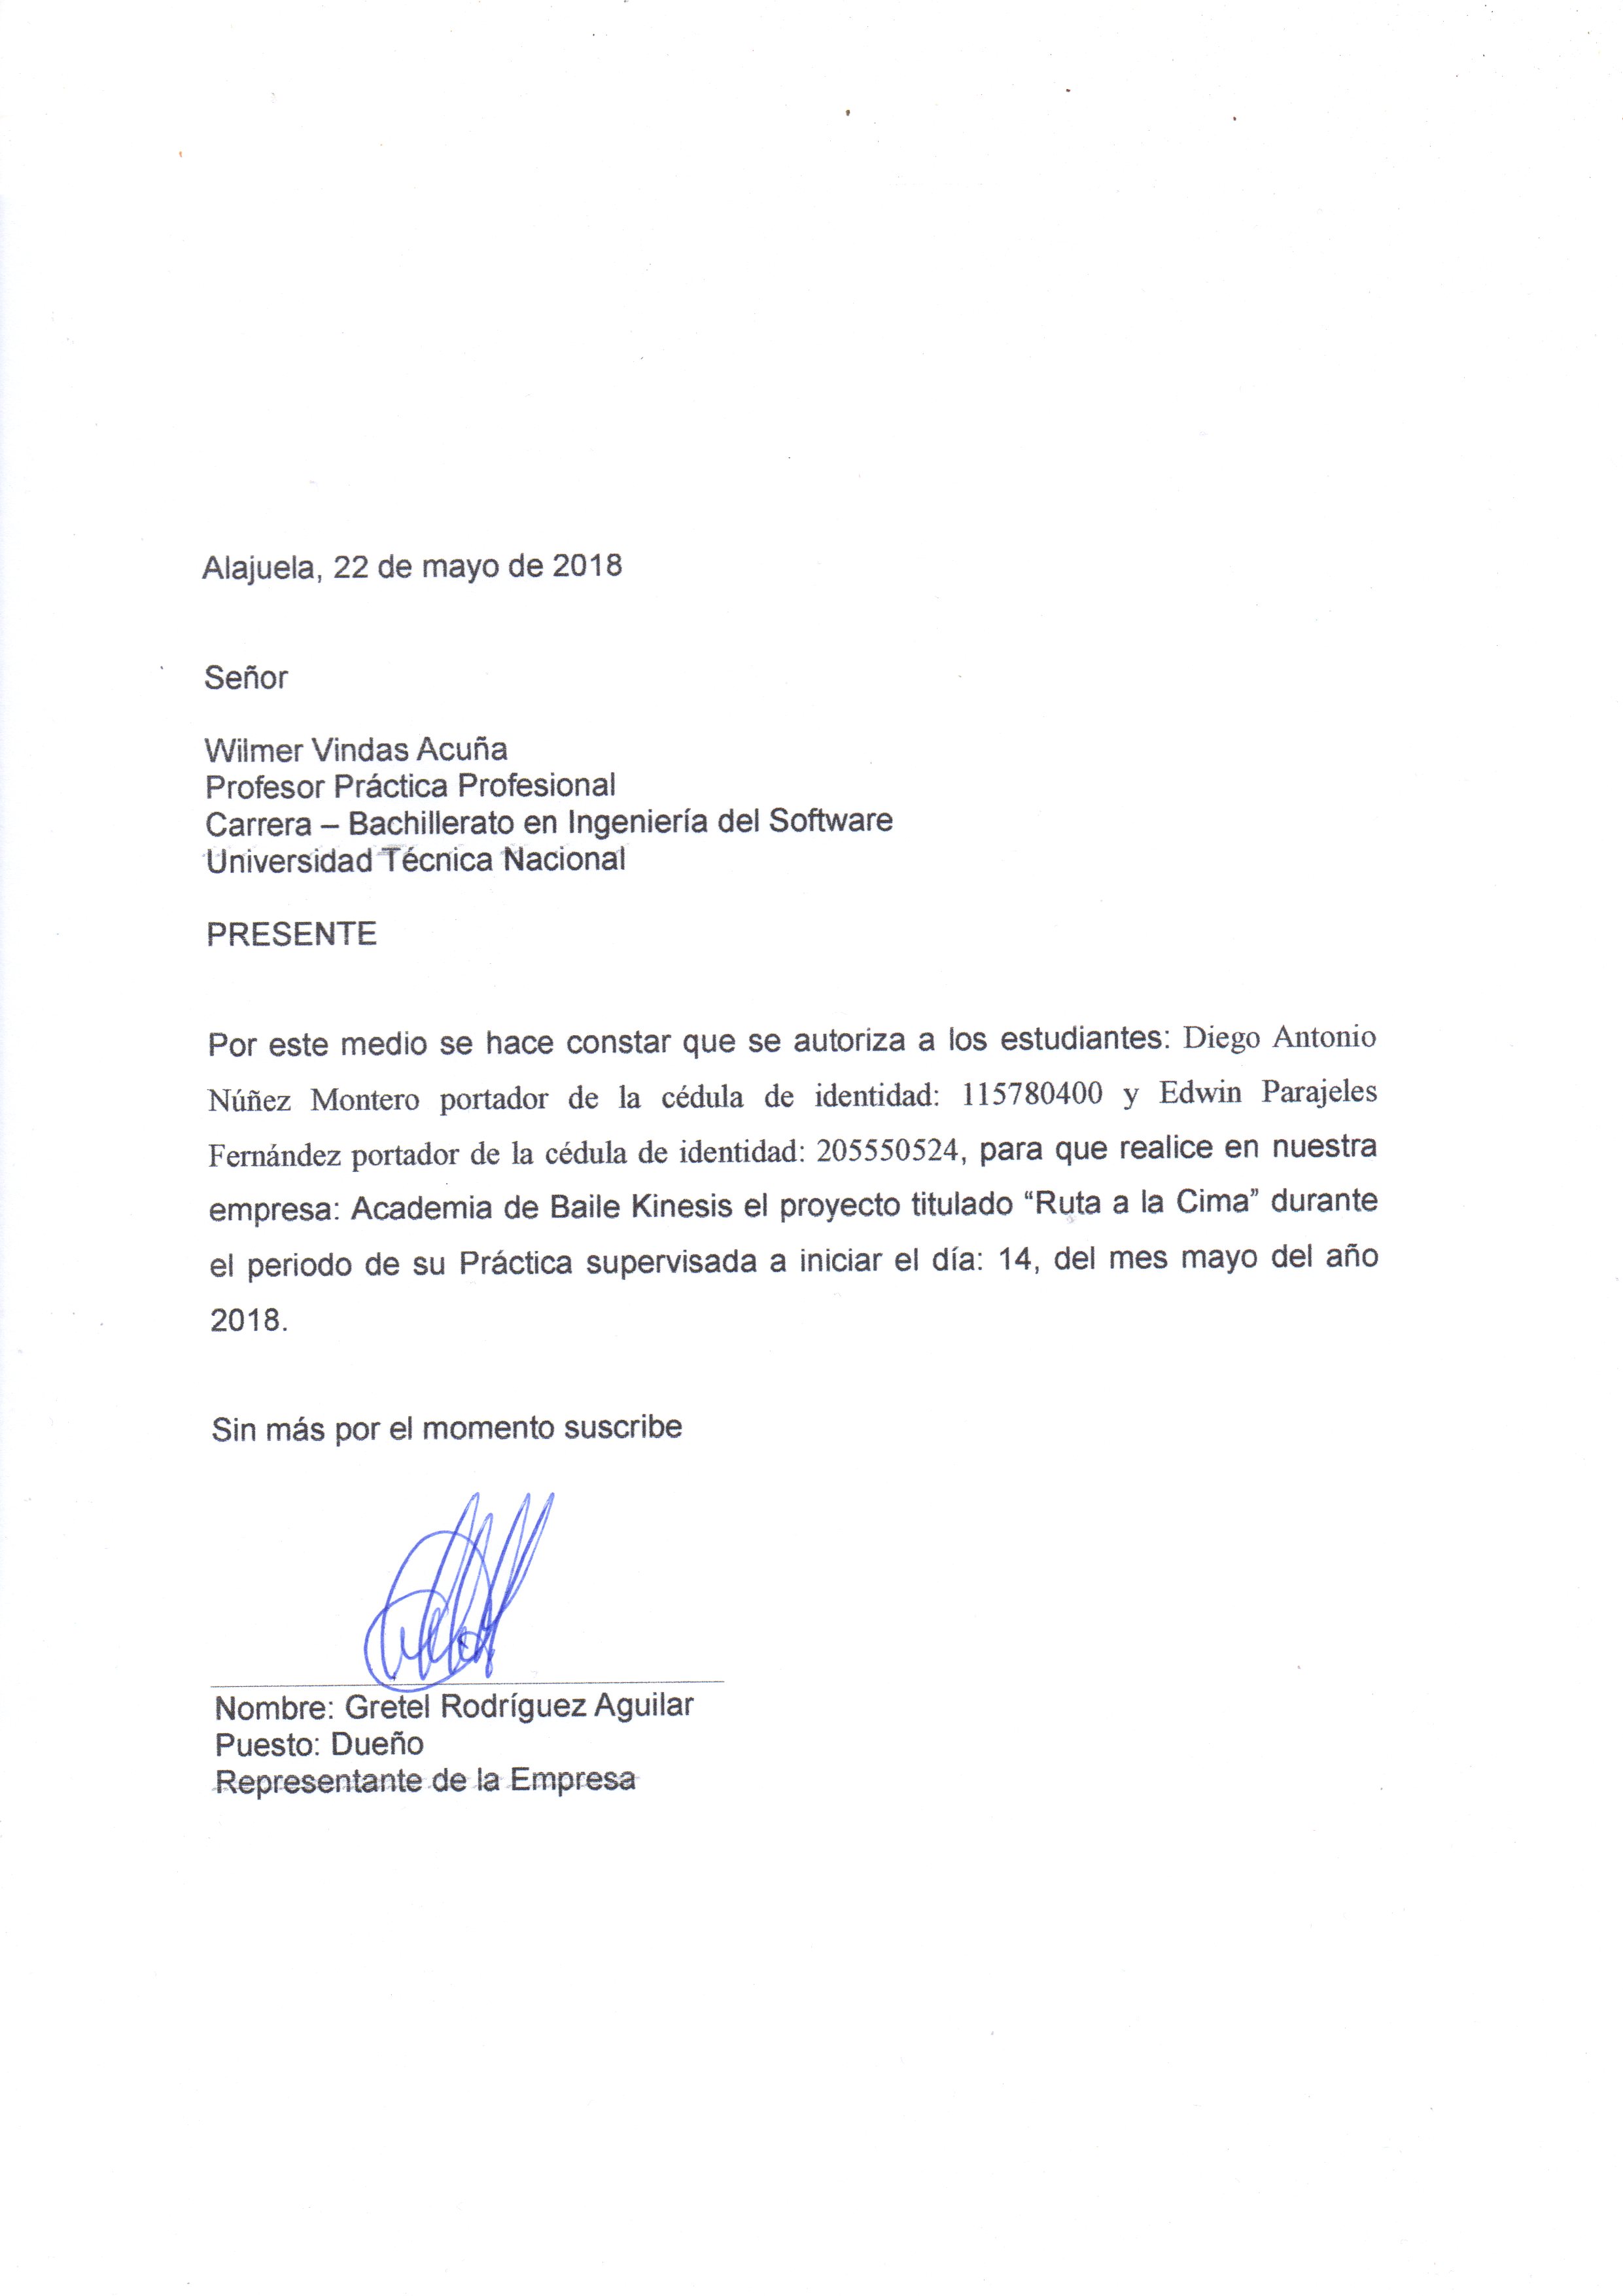 Alajuela, 22 de mayo de 2018
Señor
Wilmer Vindas Acuña
Profesor Práctica Profesional
Carrera – Bachillerato en Ingeniería del Software
Universidad Técnica Nacional
PRESENTE
Por este medio se hace constar que se autoriza a los estudiantes: Diego Antonio
Núñez Montero portador de la cédula de identidad: 115780400 y Edwin Parajeles
Fernández portador de la cédula de identidad: 205550524, para que realice en nuestra
empresa: Academia de Baile Kinesis el proyecto titulado “Ruta a la Cima” durante
el periodo de su Práctica supervisada a iniciar el día: 14, del mes mayo del año
2018.
Sin más por el momento suscribe
Nombre: Gretel Rodríguez Aguilar
Puesto: Dueño
Representante de la Empresa